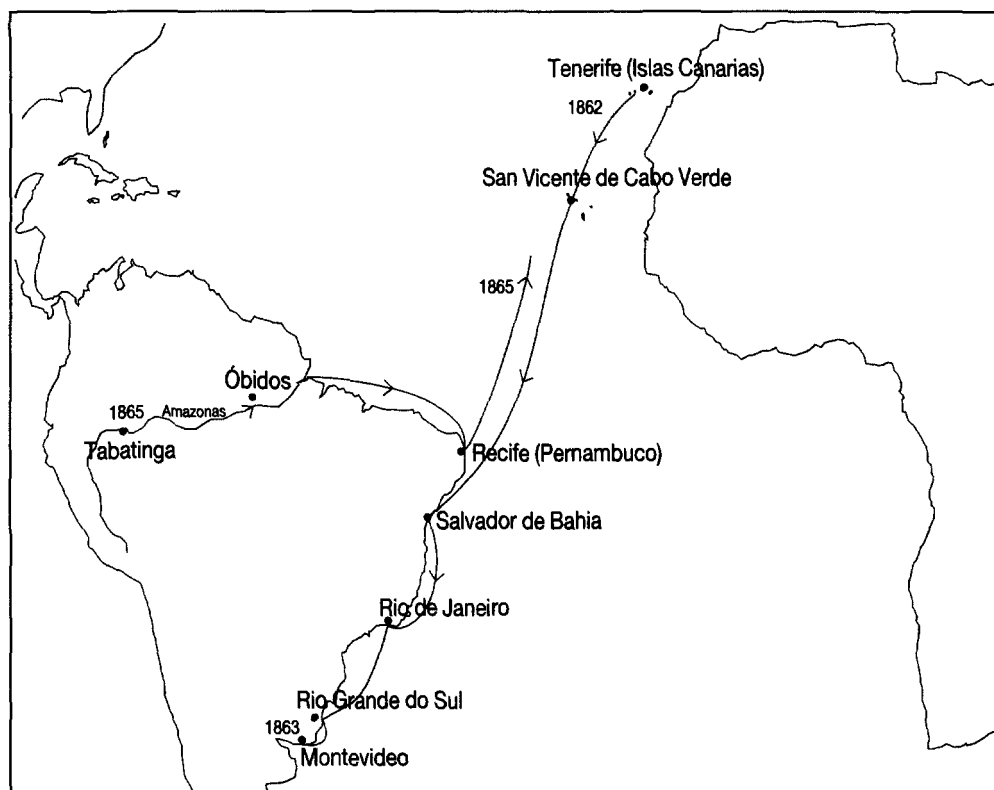 Tenerife (Islas Canarias)
1862
San Vicente de Cabo Verde
1865
Óbidos
1865
Amazonas
Tabatinga
Recife (Pernambuco)
Salvador de Bahia
Rio de Janeiro
Rio Grande do Sul
1863
Montevideo